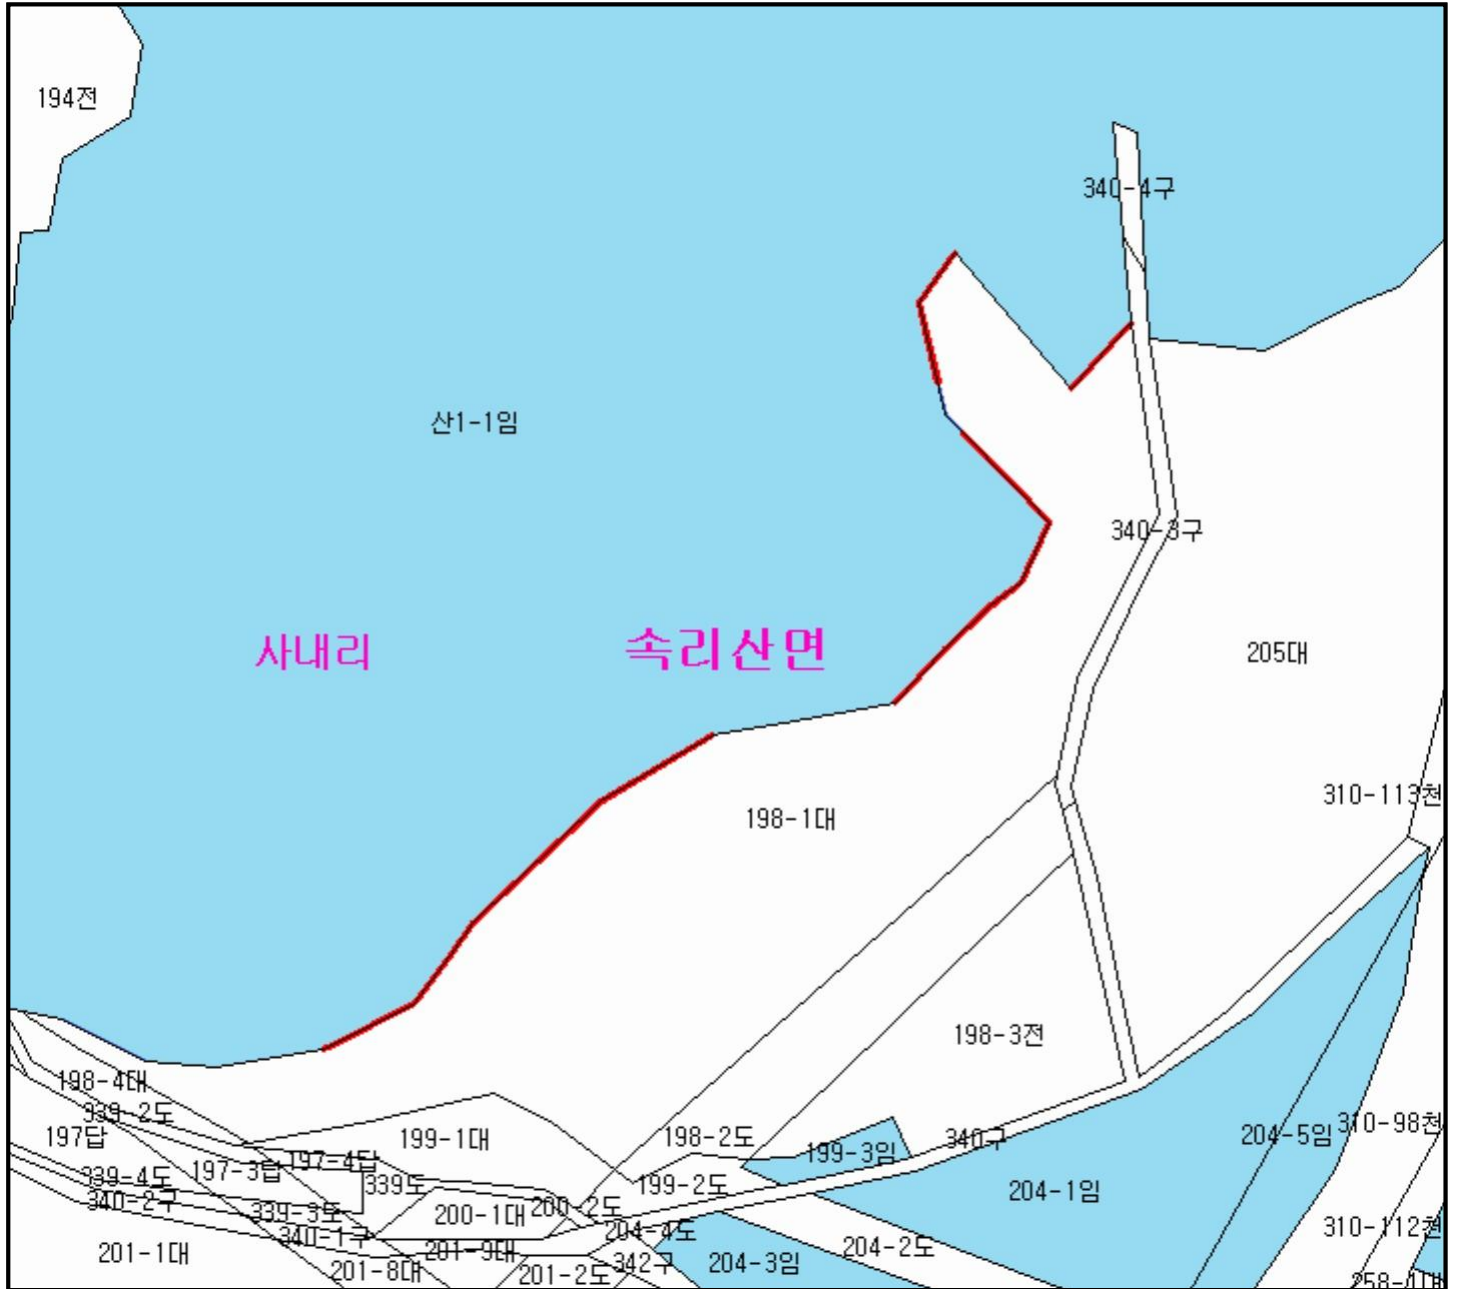 194전
340-4구
산1-1임
340-3구
사내리
속리산면
205대
310-113천
198-1대
198-3전
198-4대
339-2도
197답
199-1대
198-2도
340구
204-5임
310-98천
197-4답
199-3임
197-3답
339-4도
339도
199-2도
204-1임
340-2구
339-3도
200-1대
200-2도
340-1구
204-4도
310-112천
201-1대
201-9대
204-2도
201-8대
201-2도
342구
204-3임
258-1대